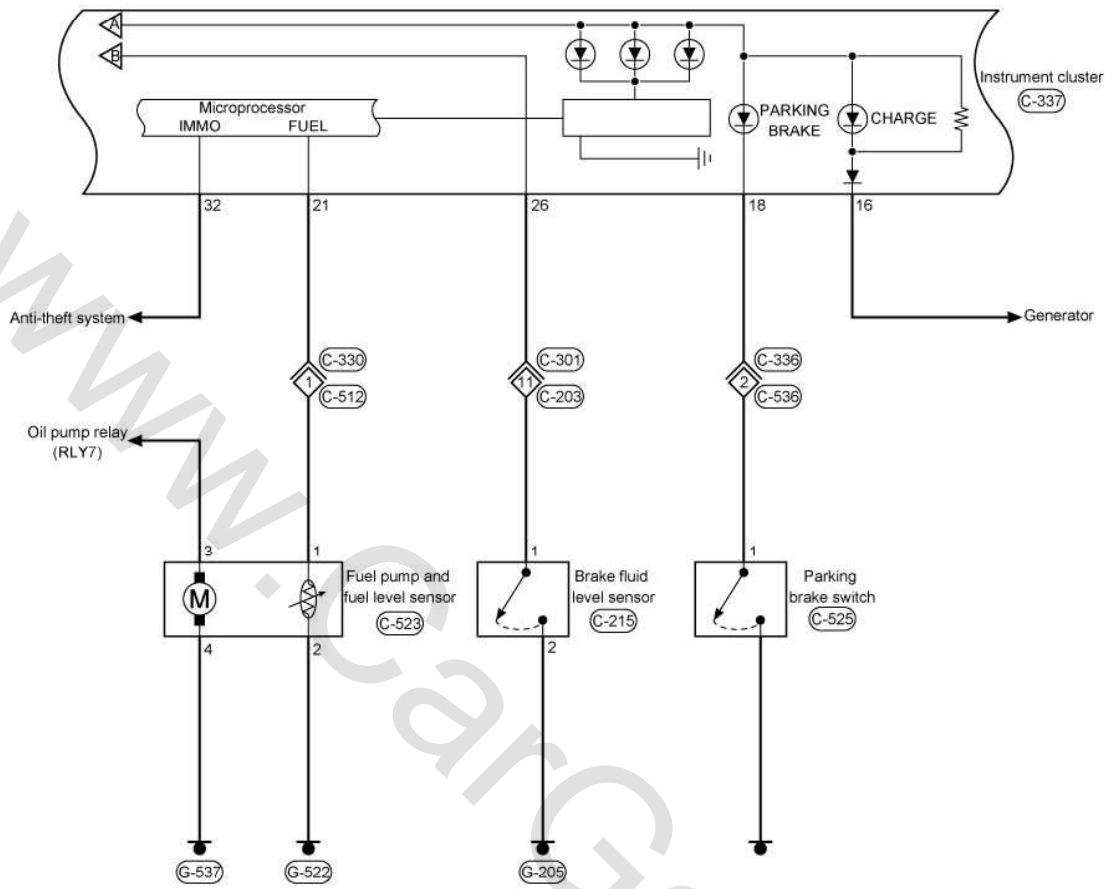 A
B
Microprocessor
IMMO FUEL
PARKING
BRAKE
CHARGE
Instrument cluster
C-337
32 21 26 18 16
Anti-theft system
Generator
C-330
1
C-512
C-301
11
C-203
C-336
2
C-536
Oil pump relay
(RLY7)
3 1
M
4 2
Fuel pump and
fuel level sensor
C-523
1
2
Brake fluid
level sensor
C-215
1
Parking
brake switch
C-525
G-537 G-522 G-205